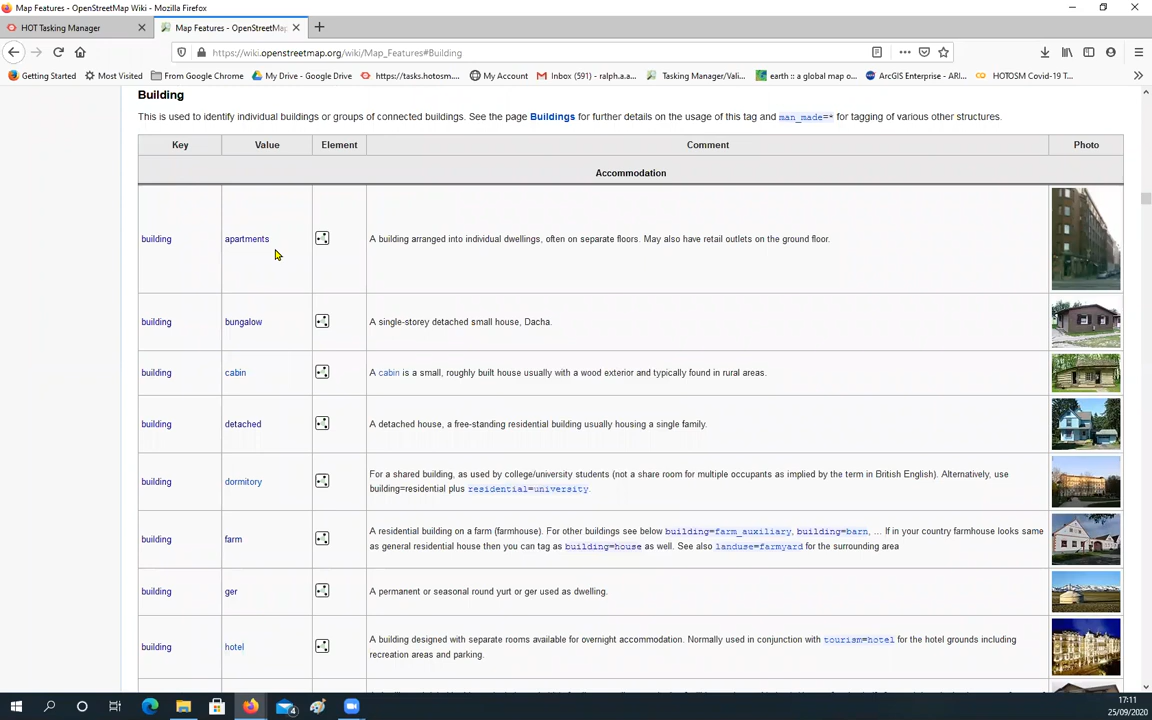 Map Features - OpenStreetMap Wiki - Mozilla Firefox
HOT Tasking Manager
Map Features - OpenStreetMap
https://wiki.openstreetmap.org/wiki/Map_Features#Building
Getting Started
Most Visited
From Google Chrome
My Drive - Google Drive
https://tasks.hotosm....
My Account
Inbox (591) - ralph.a.a...
Tasking Manager/Vali...
earth :: a global map o...
ArcGIS Enterprise - ARI...
HOTOSM Covid-19 T...
Building
This is used to identify individual buildings or groups of connected buildings. See the page Buildings for further details on the usage of this tag and man_made=* for tagging of various other structures.
Key Value Element Comment Photo
Accommodation
building apartments A building arranged into individual dwellings, often on separate floors. May also have retail outlets on the ground floor.
building bungalow A single-storey detached small house, Dacha.
building cabin A cabin is a small, roughly built house usually with a wood exterior and typically found in rural areas.
building detached A detached house, a free-standing residential building usually housing a single family.
For a shared building, as used by college/university students (not a share room for multiple occupants as implied by the term in British English). Alternatively, use
building dormitory
building=residential plus residential=university.
A residential building on a farm (farmhouse). For other buildings see below building=farm_auxiliary, building=barn, ... If in your country farmhouse looks same
building farm
as general residential house then you can tag as building=house as well. See also landuse=farmyard for the surrounding area
building ger A permanent or seasonal round yurt or ger used as dwelling.
A building designed with separate rooms available for overnight accommodation. Normally used in conjunction with tourism=hotel for the hotel grounds including
building hotel
recreation areas and parking.
4
17:11
25/09/2020